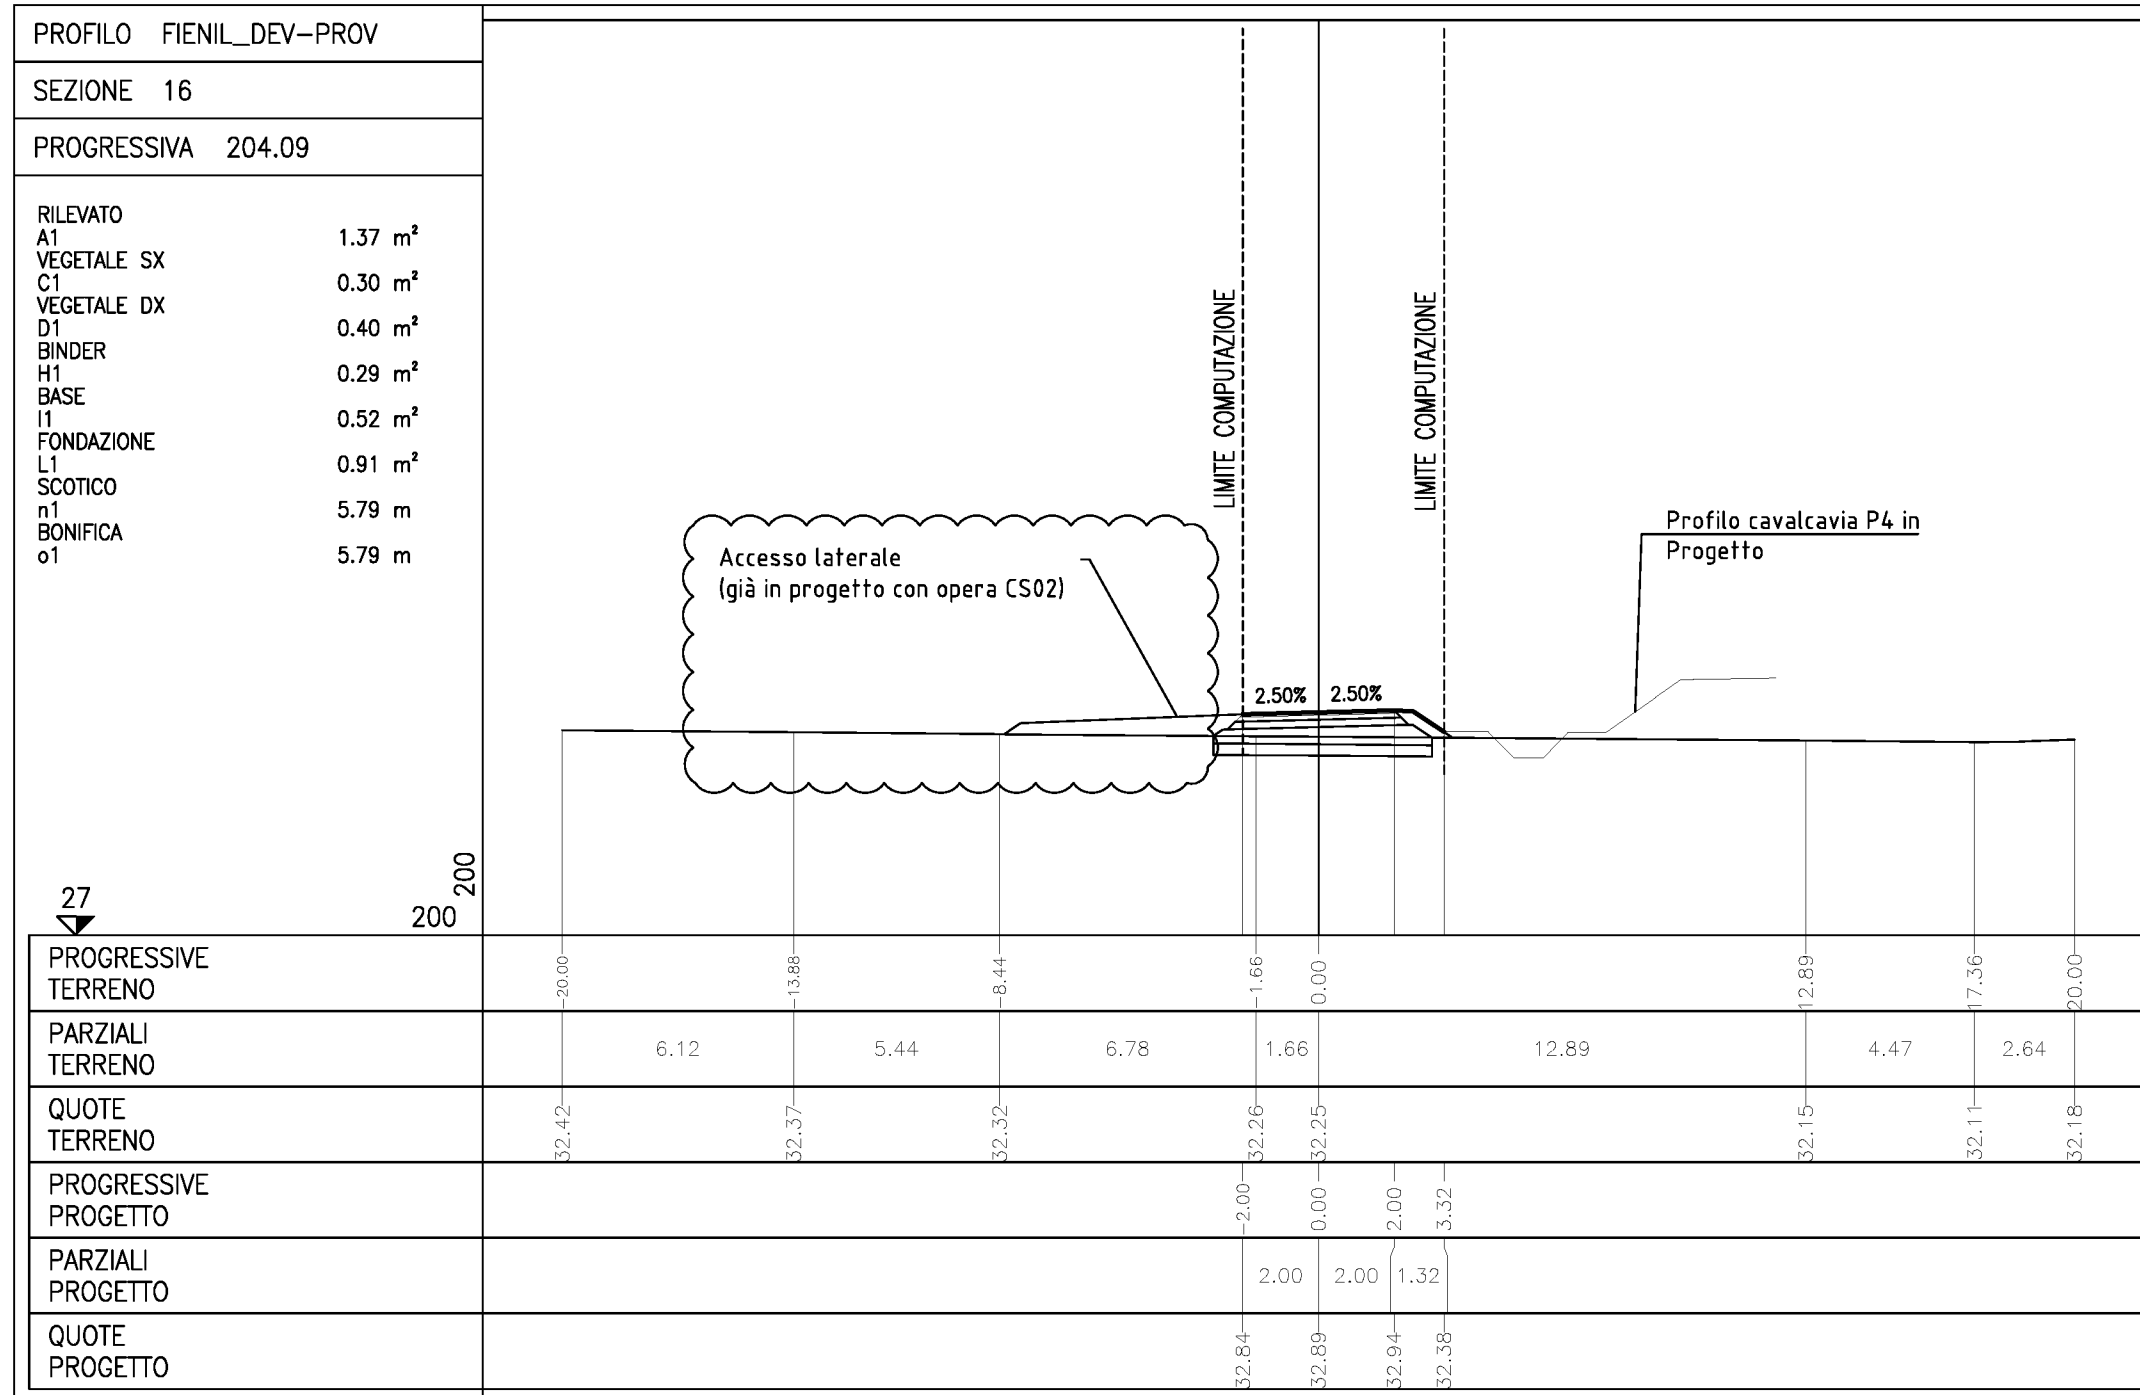 PROFILO FIENIL_DEV-PROV
SEZIONE 16
PROGRESSIVA 204.09
RILEVATO
A1 1.37 m²
VEGETALE SX
C1 0.30 m²
VEGETALE DX
D1 0.40 m²
BINDER
H1 0.29 m²
BASE
I1 0.52 m²
FONDAZIONE
L1 0.91 m²
SCOTICO
n1 5.79 m
BONIFICA
o1 5.79 m
LIMITE COMPUTAZIONE
LIMITE COMPUTAZIONE
Accesso laterale
(già in progetto con opera CS02)
Profilo cavalcavia P4 in
Progetto
2.50% 2.50%
27
200
200
PROGRESSIVE
TERRENO
-20.00 -13.88 -8.44 -1.66 0.00 12.89 17.36 20.00
PARZIALI
TERRENO
6.12 5.44 6.78 1.66 12.89 4.47 2.64
QUOTE
TERRENO
32.42 32.37 32.32 32.26 32.25 32.15 32.11 32.18
PROGRESSIVE
PROGETTO
-2.00 0.00 2.00 3.32
PARZIALI
PROGETTO
2.00 2.00 1.32
QUOTE
PROGETTO
32.84 32.89 32.94 32.38